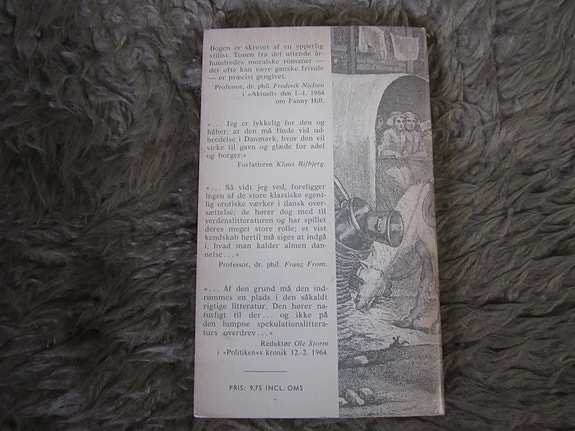 Bogen er skrevet af en ypperlig
stilist. Tonen fra det attende år-
hundredes moralske romaner —
der ofte kan være ganske frivole
— er præcist gengivet.
Professor, dr. phil. Frederik Nielsen
i »Aktuelt« den 1.-1. 1964
om Fanny Hill.
»... Jeg er lykkelig for den og
håber, at den må finde vid ud-
bredelse i Danmark, hvor den vil
virke til gavn og glæde for adel
og borger.«
Forfatteren Klaus Rifbjerg.
»... Så vidt jeg ved, foreligger
ingen af de store klassiske egent-
lig erotiske værker i dansk over-
sættelse; de hører dog med til
verdenslitteraturen og har spillet
deres meget store rolle; et vist
kendskab hertil må siges at indgå
i, hvad man kalder almen dan-
nelse...«
Professor, dr. phil. Franz From.
»... Af den grund må den ind-
rømmes en plads i den såkaldt
rigtige litteratur. Den hører na-
turligt til der... og ikke på
den lumpne spekulationslittera-
turs overdrev...«
Redaktør Ole Storm
i »Politiken«s kronik 12.-2. 1964.
PRIS: 9,75 INCL. OMS